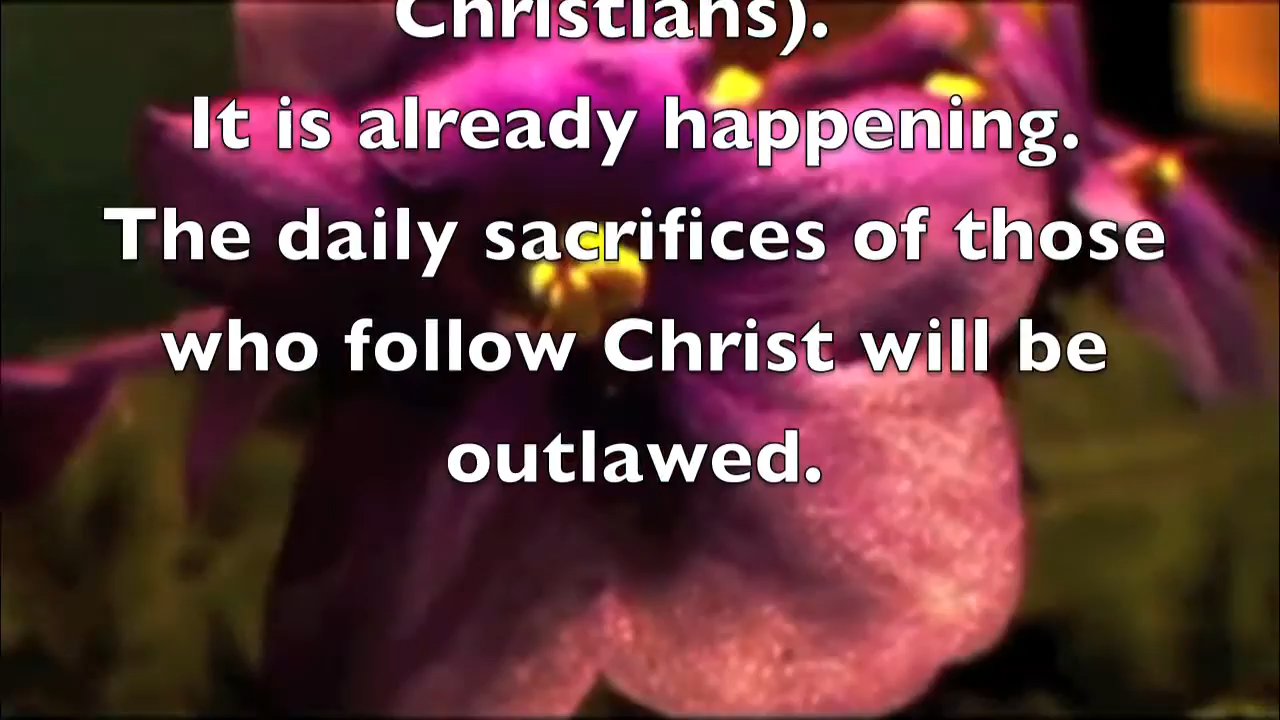 Christians).
It is already happening.
The daily sacrifices of those
who follow Christ will be
outlawed.